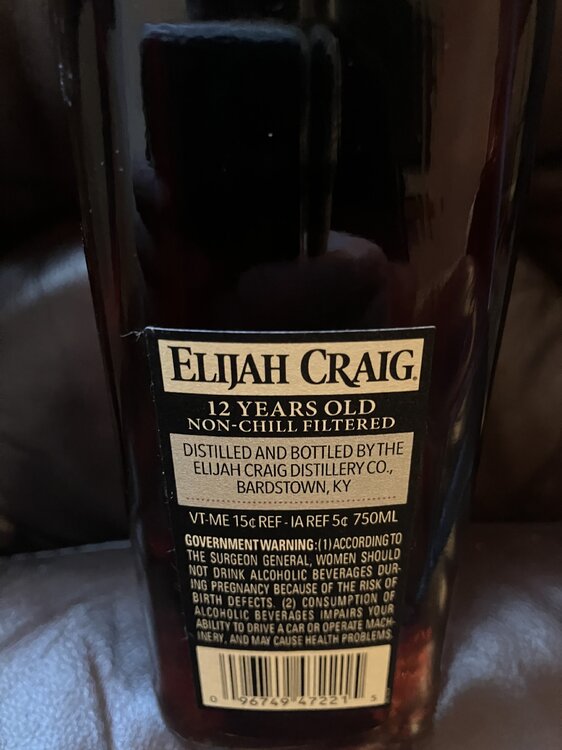 ELIJAH CRAIG.
12 YEARS OLD
NON-CHILL FILTERED
DISTILLED AND BOTTLED BY THE
ELIJAH CRAIG DISTILLERY CO.,
BARDSTOWN, KY
VT-ME 15¢ REF - IA REF 5¢ 750ML
GOVERNMENT WARNING: (1) ACCORDING TO
THE SURGEON GENERAL, WOMEN SHOULD
NOT DRINK ALCOHOLIC BEVERAGES DUR-
ING PREGNANCY BECAUSE OF THE RISK OF
BIRTH DEFECTS. (2) CONSUMPTION OF
ALCOHOLIC BEVERAGES IMPAIRS YOUR
ABILITY TO DRIVE A CAR OR OPERATE MACH-
INERY, AND MAY CAUSE HEALTH PROBLEMS.
0 96749 47221 5